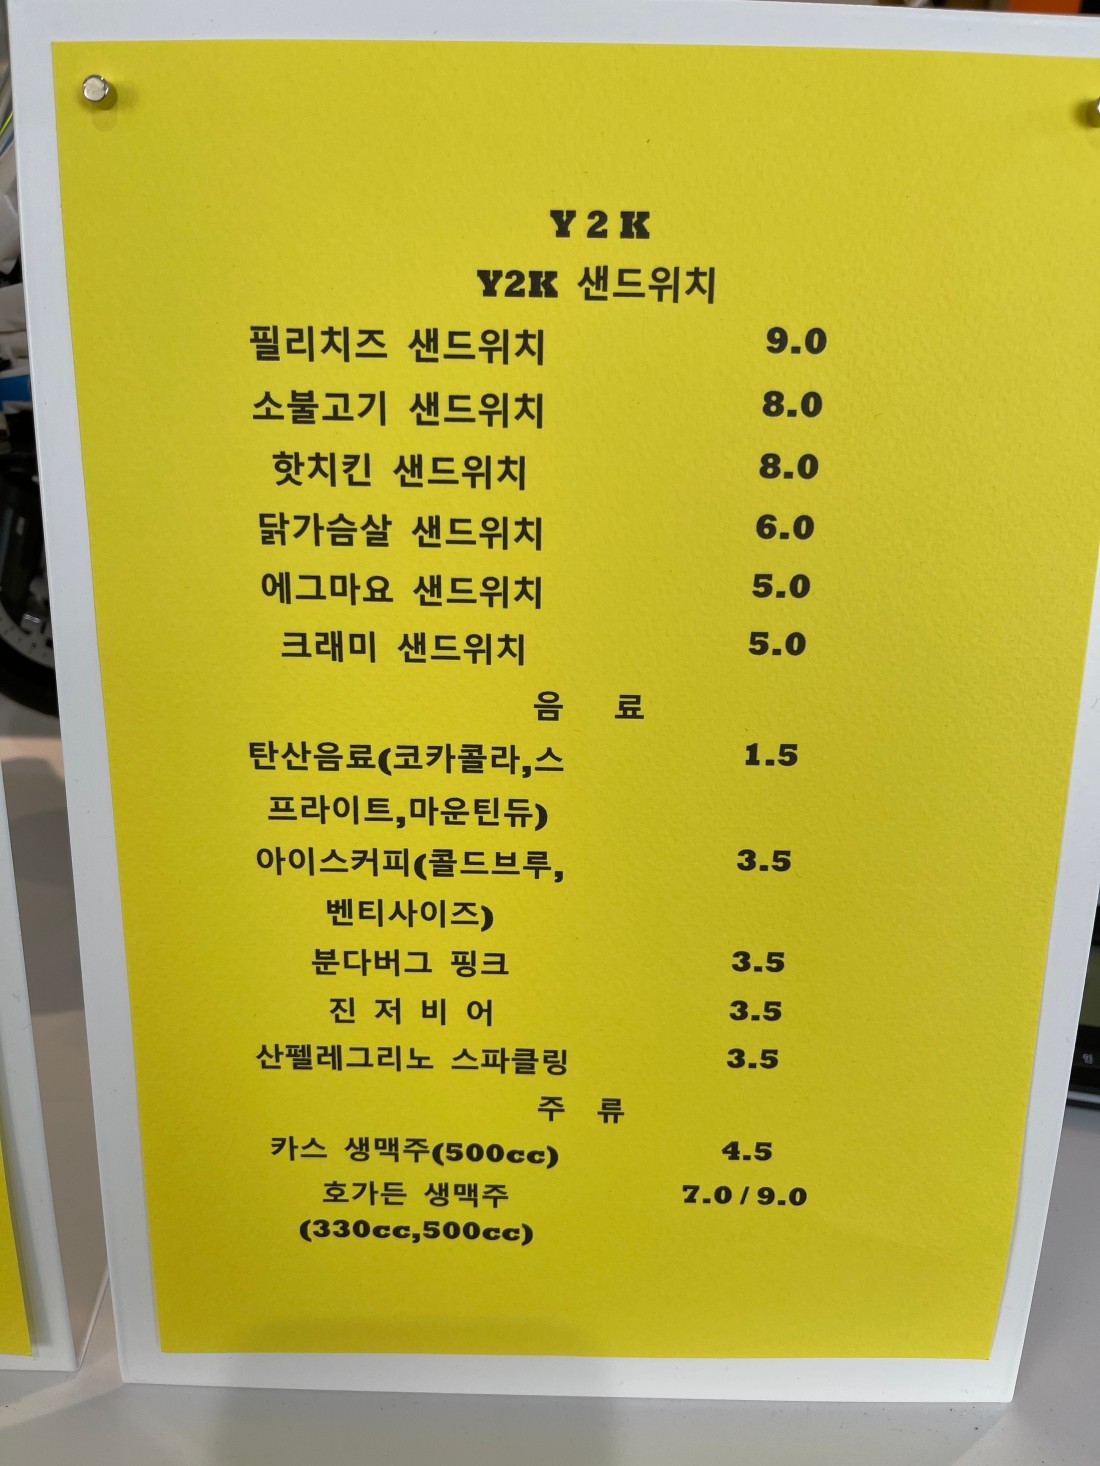 Y 2 K
Y2K 샌드위치
필리치즈 샌드위치 9.0
소불고기 샌드위치 8.0
핫치킨 샌드위치 8.0
닭가슴살 샌드위치 6.0
에그마요 샌드위치 5.0
크래미 샌드위치 5.0
음 료
탄산음료(코카콜라,스 1.5
프라이트,마운틴듀)
아이스커피(콜드브루, 3.5
벤티사이즈)
분다버그 핑크 3.5
진 저 비 어 3.5
산펠레그리노 스파클링 3.5
주 류
카스 생맥주(500cc) 4.5
호가든 생맥주 7.0 / 9.0
(330cc,500cc)